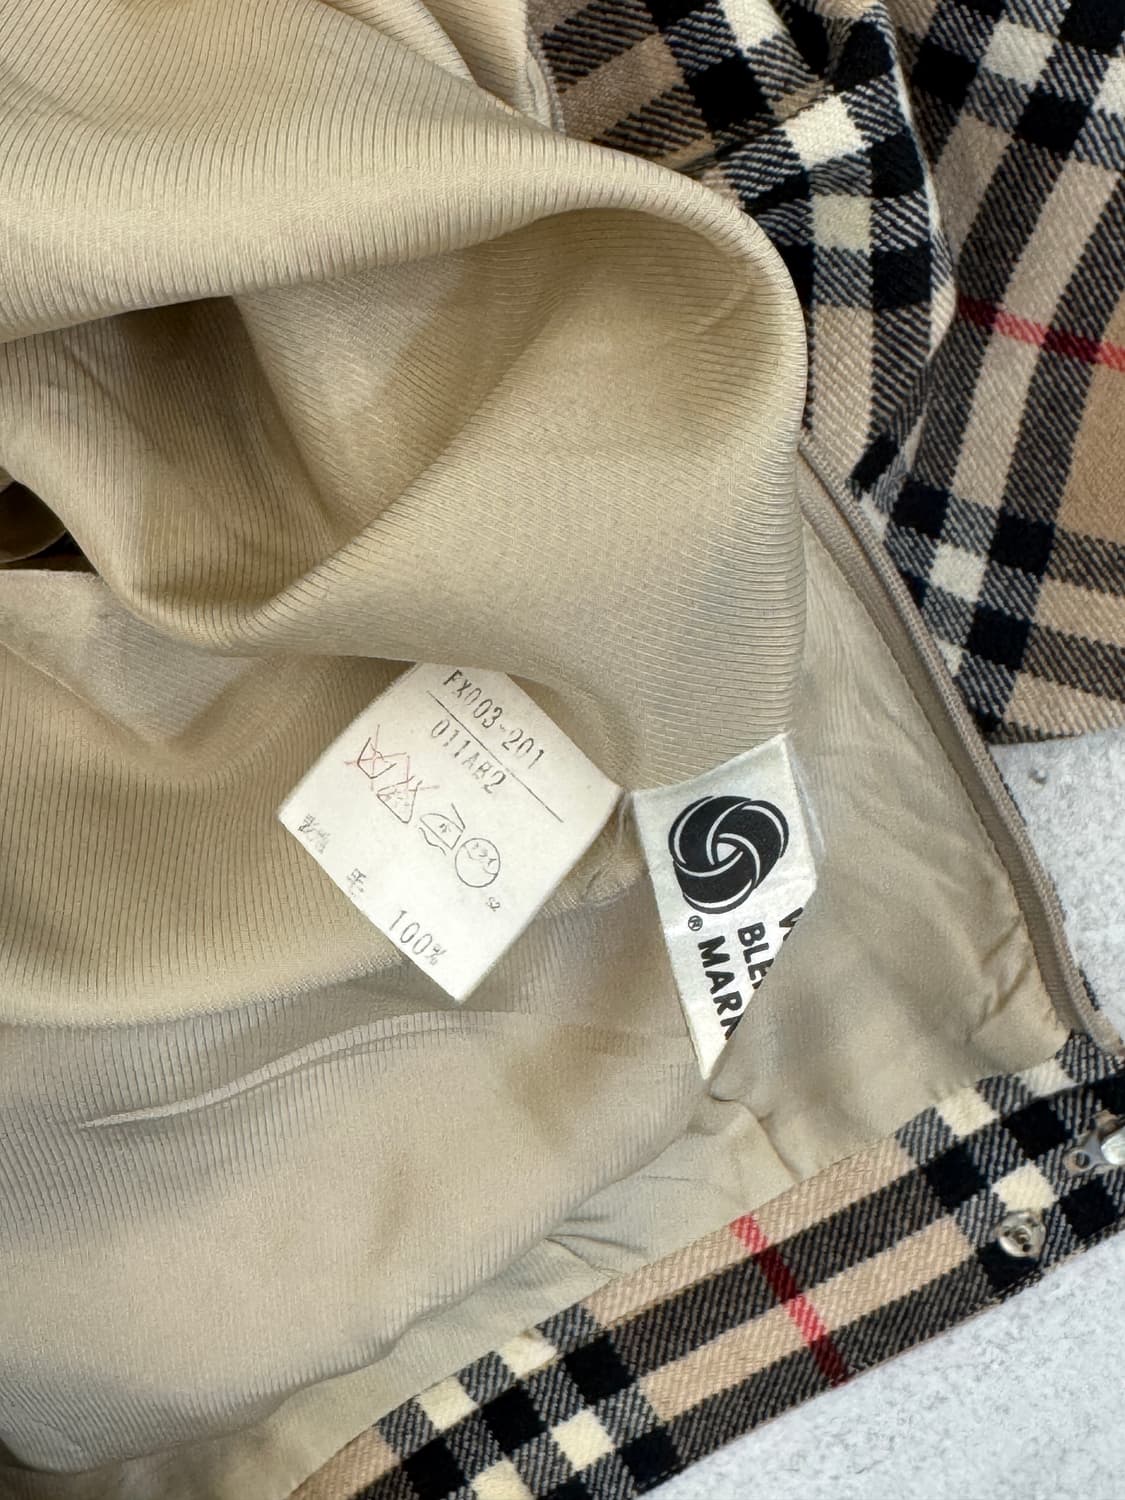 FX003-201
011AB2
毛
100%
BLE
® MARK